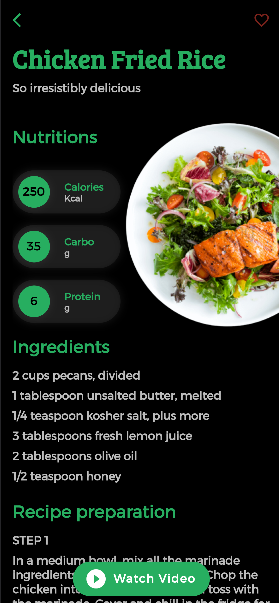 Chicken Fried Rice
So irresistibly delicious
Nutritions
250
Calories
Kcal
35
Carbo
g
6
Protein
g
Ingredients
2 cups pecans, divided
1 tablespoon unsalted butter, melted
1/4 teaspoon kosher salt, plus more
3 tablespoons fresh lemon juice
2 tablespoons olive oil
1/2 teaspoon honey
Recipe preparation
STEP 1
In a medium bowl, mix all the marinade
Ingredients Chop the
chicken toss with
Watch Video